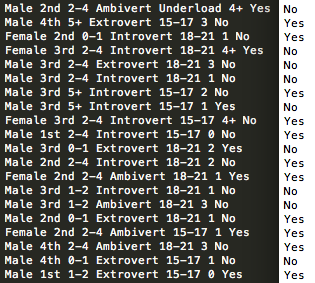 Male 2nd 2-4 Ambivert Underload 4+ Yes No
Male 4th 5+ Extrovert 15-17 3 No Yes
Female 2nd 0-1 Introvert 18-21 1 No Yes
Female 3rd 2-4 Introvert 18-21 4+ Yes No
Male 3rd 2-4 Extrovert 18-21 3 No No
Male 3rd 2-4 Introvert 18-21 1 No No
Male 3rd 5+ Introvert 15-17 2 No Yes
Male 3rd 5+ Introvert 15-17 1 Yes No
Female 3rd 2-4 Introvert 15-17 4+ No Yes
Male 1st 2-4 Introvert 15-17 0 No Yes
Male 3rd 0-1 Extrovert 18-21 2 Yes No
Male 2nd 2-4 Introvert 18-21 2 No Yes
Female 2nd 2-4 Ambivert 18-21 1 Yes Yes
Male 3rd 1-2 Introvert 18-21 1 No No
Male 3rd 1-2 Ambivert 18-21 3 No No
Male 2nd 0-1 Extrovert 18-21 1 No Yes
Female 2nd 2-4 Ambivert 15-17 1 Yes Yes
Male 4th 2-4 Ambivert 18-21 3 No Yes
Male 4th 0-1 Extrovert 15-17 1 No No
Male 1st 1-2 Extrovert 15-17 0 Yes Yes